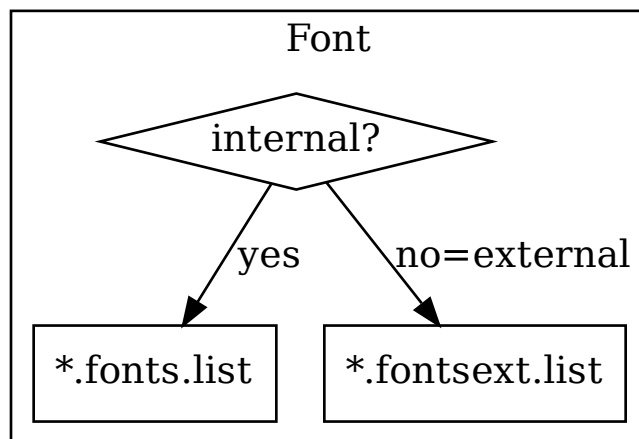 Font
internal?
yes
no=external
*.fonts.list
*.fontsext.list